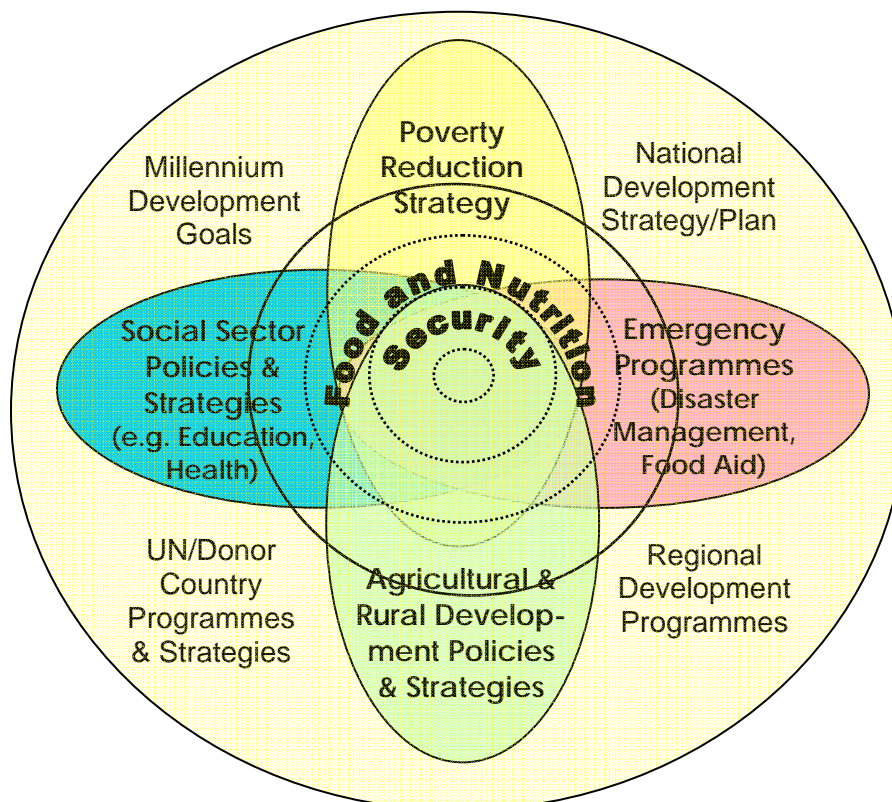 Poverty
Reduction
Strategy
Millennium
Development
Goals
National
Development
Strategy/Plan
Food and Nutrition
Security
Social Sector
Policies &
Strategies
(e.g. Education,
Health)
Emergency
Programmes
(Disaster
Management,
Food Aid)
UN/Donor
Country
Programmes
& Strategies
Agricultural &
Rural Develop-
ment Policies
& Strategies
Regional
Development
Programmes